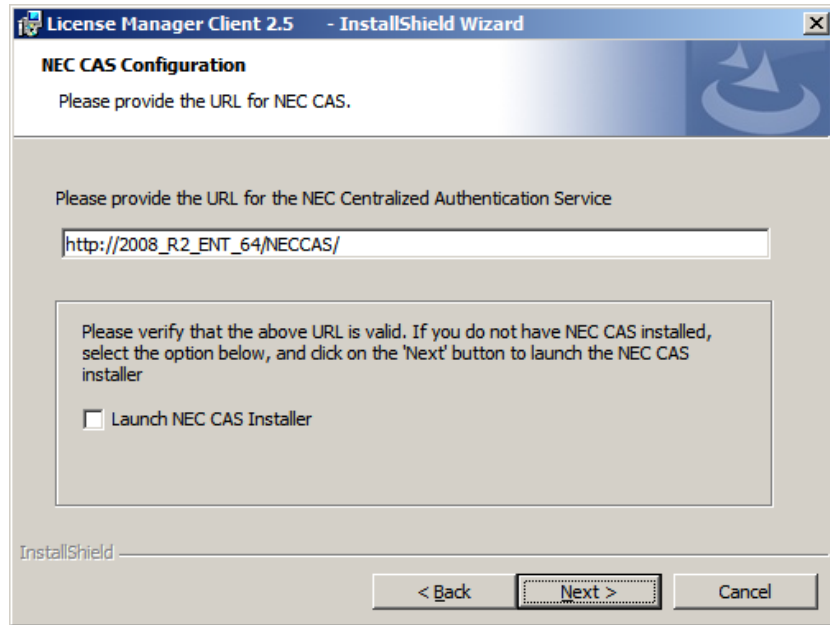 License Manager Client 2.5 - InstallShield Wizard
NEC CAS Configuration
Please provide the URL for NEC CAS.
Please provide the URL for the NEC Centralized Authentication Service
http://2008_R2_ENT_64/NECCAS/
Please verify that the above URL is valid. If you do not have NEC CAS installed,
select the option below, and click on the 'Next' button to launch the NEC CAS
installer
Launch NEC CAS Installer
InstallShield
< Back Next > Cancel